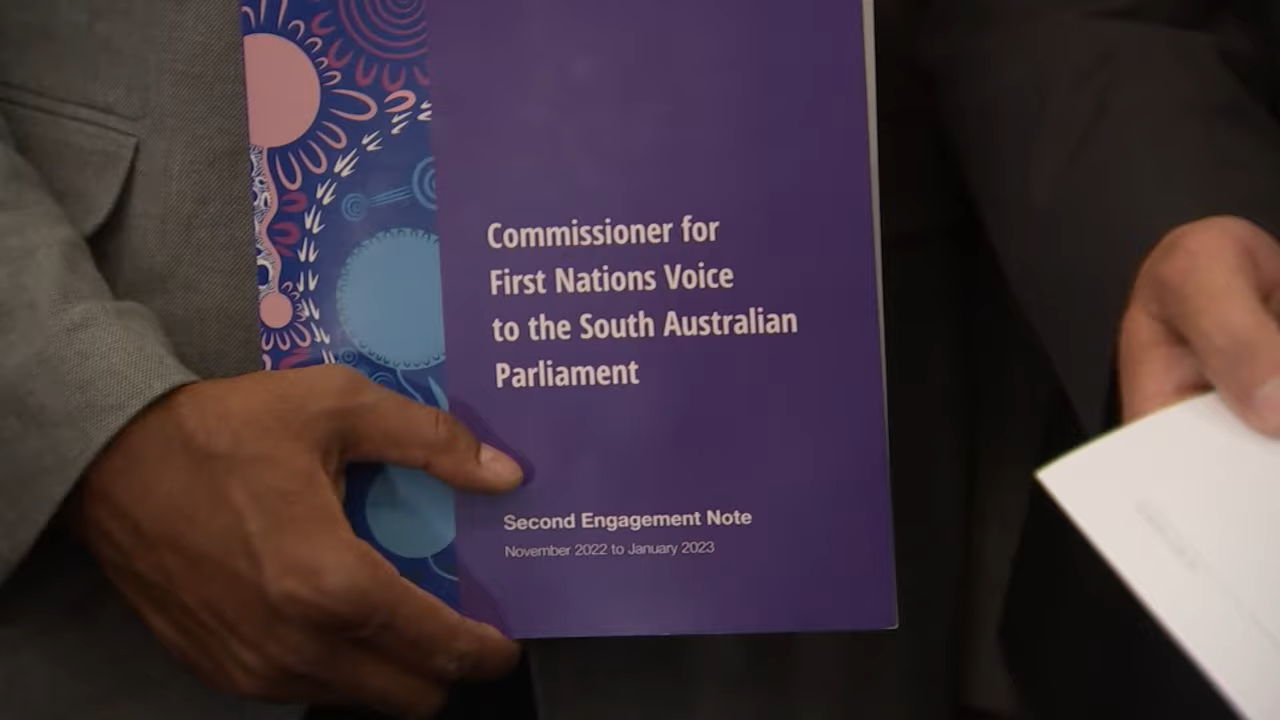 Commissioner for
First Nations Voice
to the South Australian
Parliament
Second Engagement Note
November 2022 to January 2023